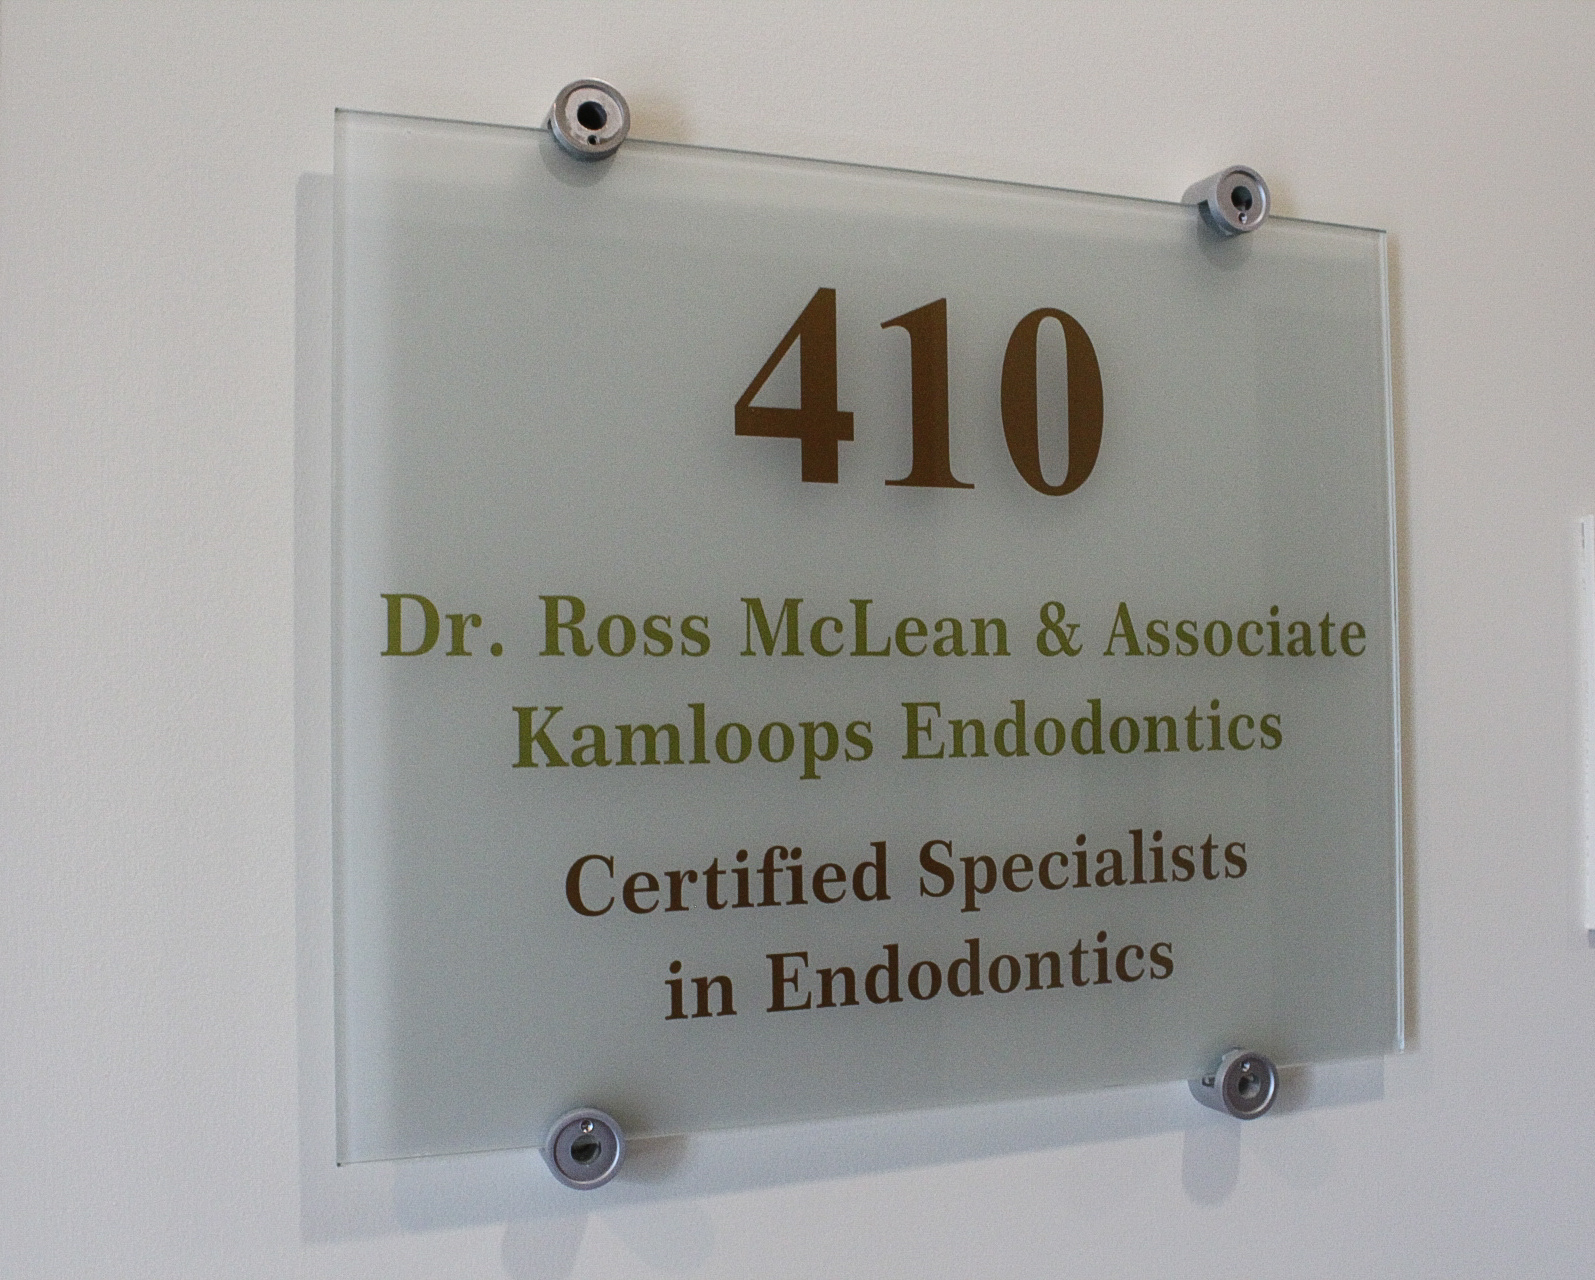 410
Dr. Ross McLean & Associate
Kamloops Endodontics
Certified Specialists
in Endodontics